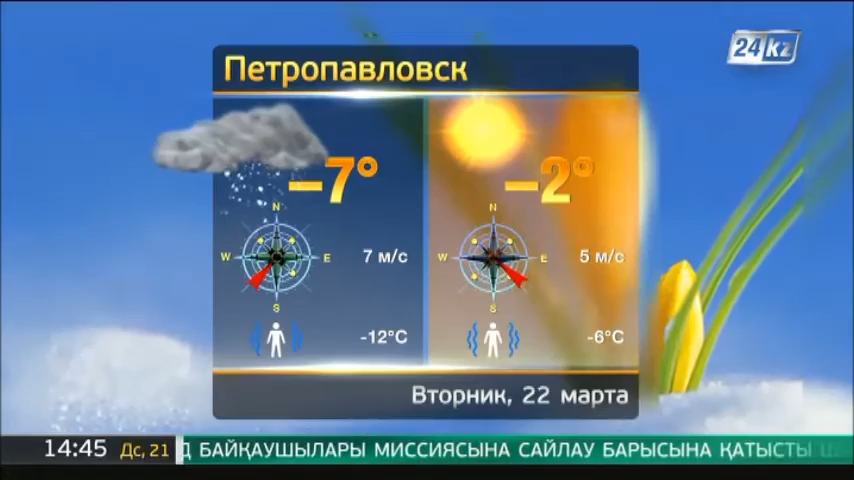 24kz
Петропавловск
–7° –2°
N N
W E W E
7 м/с 5 м/с
S S
-12°C -6°C
Вторник, 22 марта
14:45 Дс, 21 БАЙҚАУШЫЛАРЫ МИССИЯСЫНА САЙЛАУ БАРЫСЫНА ҚАТЫСТЫ